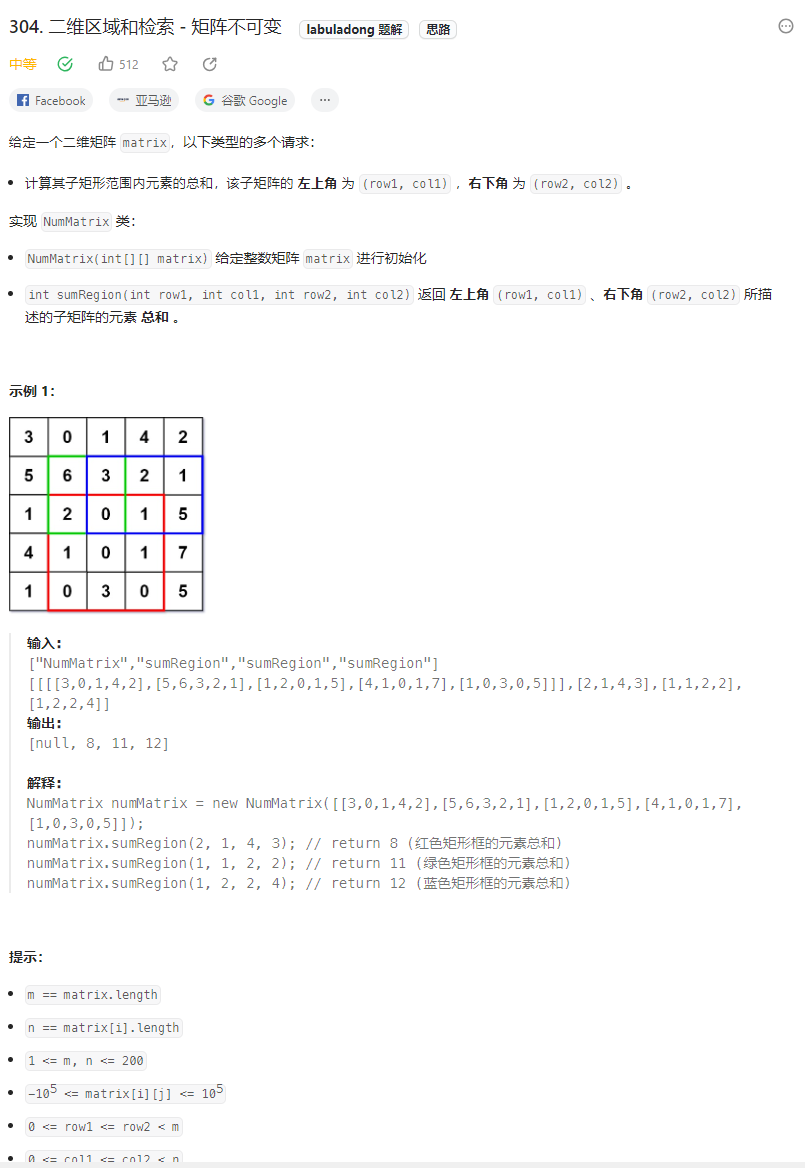 304. 二维区域和检索 - 矩阵不可变 labuladong 题解 思路
中等 512
Facebook 亚马逊 谷歌 Google ...
给定一个二维矩阵 matrix，以下类型的多个请求：
• 计算其子矩形范围内元素的总和，该子矩阵的 左上角 为 (row1, col1) ，右下角 为 (row2, col2) 。
实现 NumMatrix 类：
• NumMatrix(int[][] matrix) 给定整数矩阵 matrix 进行初始化
• int sumRegion(int row1, int col1, int row2, int col2) 返回 左上角 (row1, col1) 、右下角 (row2, col2) 所描
述的子矩阵的元素 总和 。
示例 1：
3 0 1 4 2
5 6 3 2 1
1 2 0 1 5
4 1 0 1 7
1 0 3 0 5
输入：
["NumMatrix","sumRegion","sumRegion","sumRegion"]
[[[[3,0,1,4,2],[5,6,3,2,1],[1,2,0,1,5],[4,1,0,1,7],[1,0,3,0,5]]],[2,1,4,3],[1,1,2,2],
[1,2,2,4]]
输出：
[null, 8, 11, 12]
解释：
NumMatrix numMatrix = new NumMatrix([[3,0,1,4,2],[5,6,3,2,1],[1,2,0,1,5],[4,1,0,1,7],
[1,0,3,0,5]]);
numMatrix.sumRegion(2, 1, 4, 3); // return 8 (红色矩形框的元素总和)
numMatrix.sumRegion(1, 1, 2, 2); // return 11 (绿色矩形框的元素总和)
numMatrix.sumRegion(1, 2, 2, 4); // return 12 (蓝色矩形框的元素总和)
提示：
• m == matrix.length
• n == matrix[i].length
• 1 <= m, n <= 200
• -10⁵ <= matrix[i][j] <= 10⁵
• 0 <= row1 <= row2 < m
• 0 <= col1 <= col2 < n